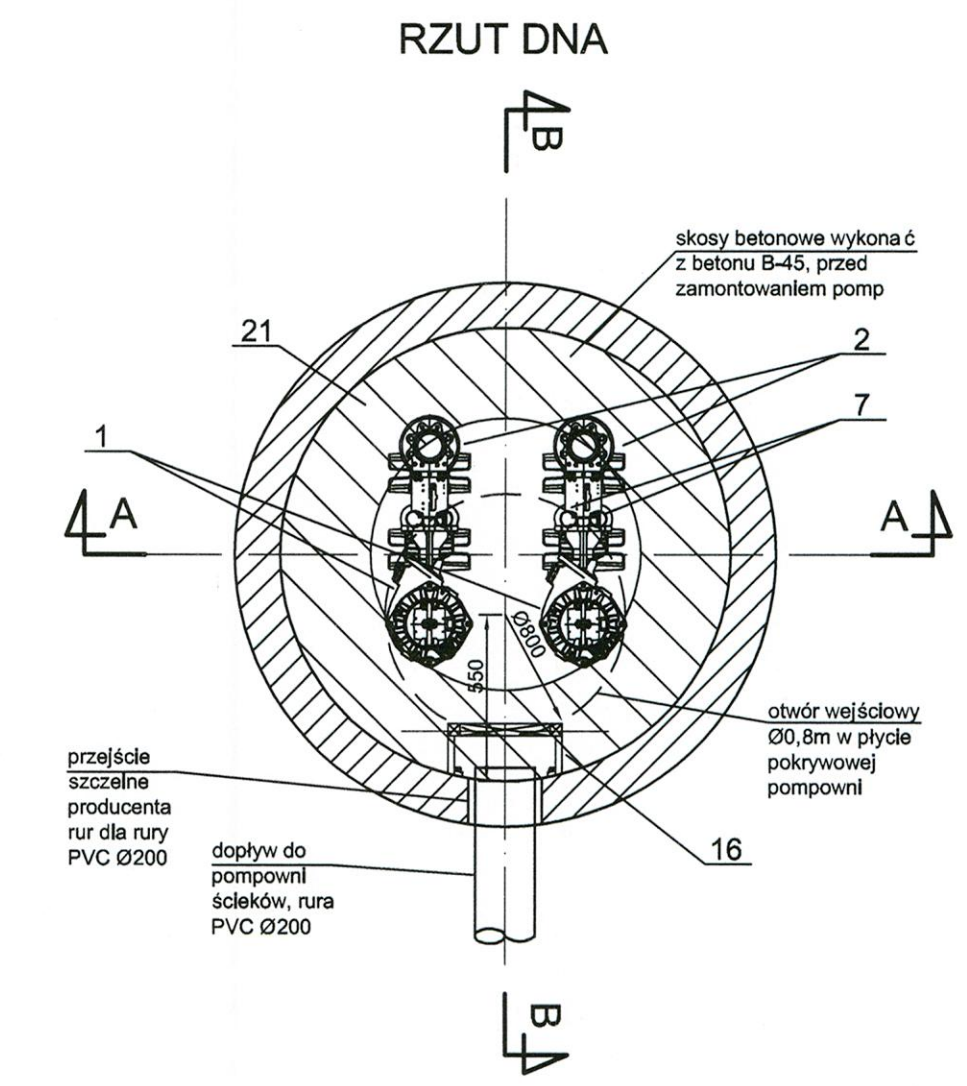 RZUT DNA
B
skosy betonowe wykonać
z betonu B-45, przed
zamontowaniem pomp
21
2
7
1
A
A
Ø800
550
otwór wejściowy
Ø0,8m w płycie
pokrywowej
pompowni
przejście
szczelne
producenta
rur dla rury
PVC Ø200
16
dopływ do
pompowni
ścieków, rura
PVC Ø200
B